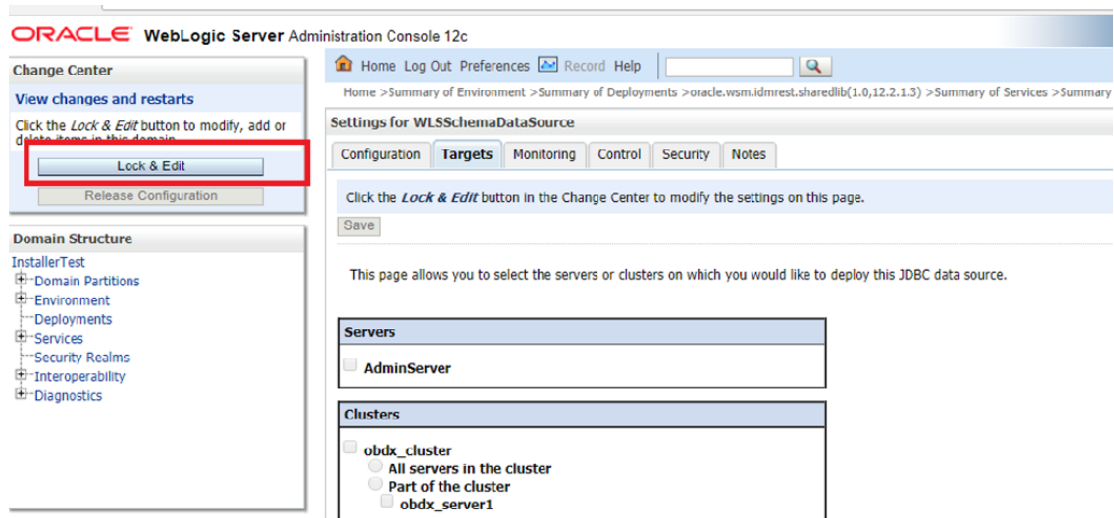 ORACLE WebLogic Server Administration Console 12c
Change Center
View changes and restarts
Click the Lock & Edit button to modify, add or
delete items in this domain.
Lock & Edit
Release Configuration
Domain Structure
InstallerTest
Domain Partitions
Environment
Deployments
Services
Security Realms
Interoperability
Diagnostics
Home Log Out Preferences Record Help
Home >Summary of Environment >Summary of Deployments >oracle.wsm.idmrest.sharedlib(1.0,12.2.1.3) >Summary of Services >Summary
Settings for WLSSchemaDataSource
Configuration Targets Monitoring Control Security Notes
Click the Lock & Edit button in the Change Center to modify the settings on this page.
Save
This page allows you to select the servers or clusters on which you would like to deploy this JDBC data source.
Servers
AdminServer
Clusters
obdx_cluster
All servers in the cluster
Part of the cluster
obdx_server1